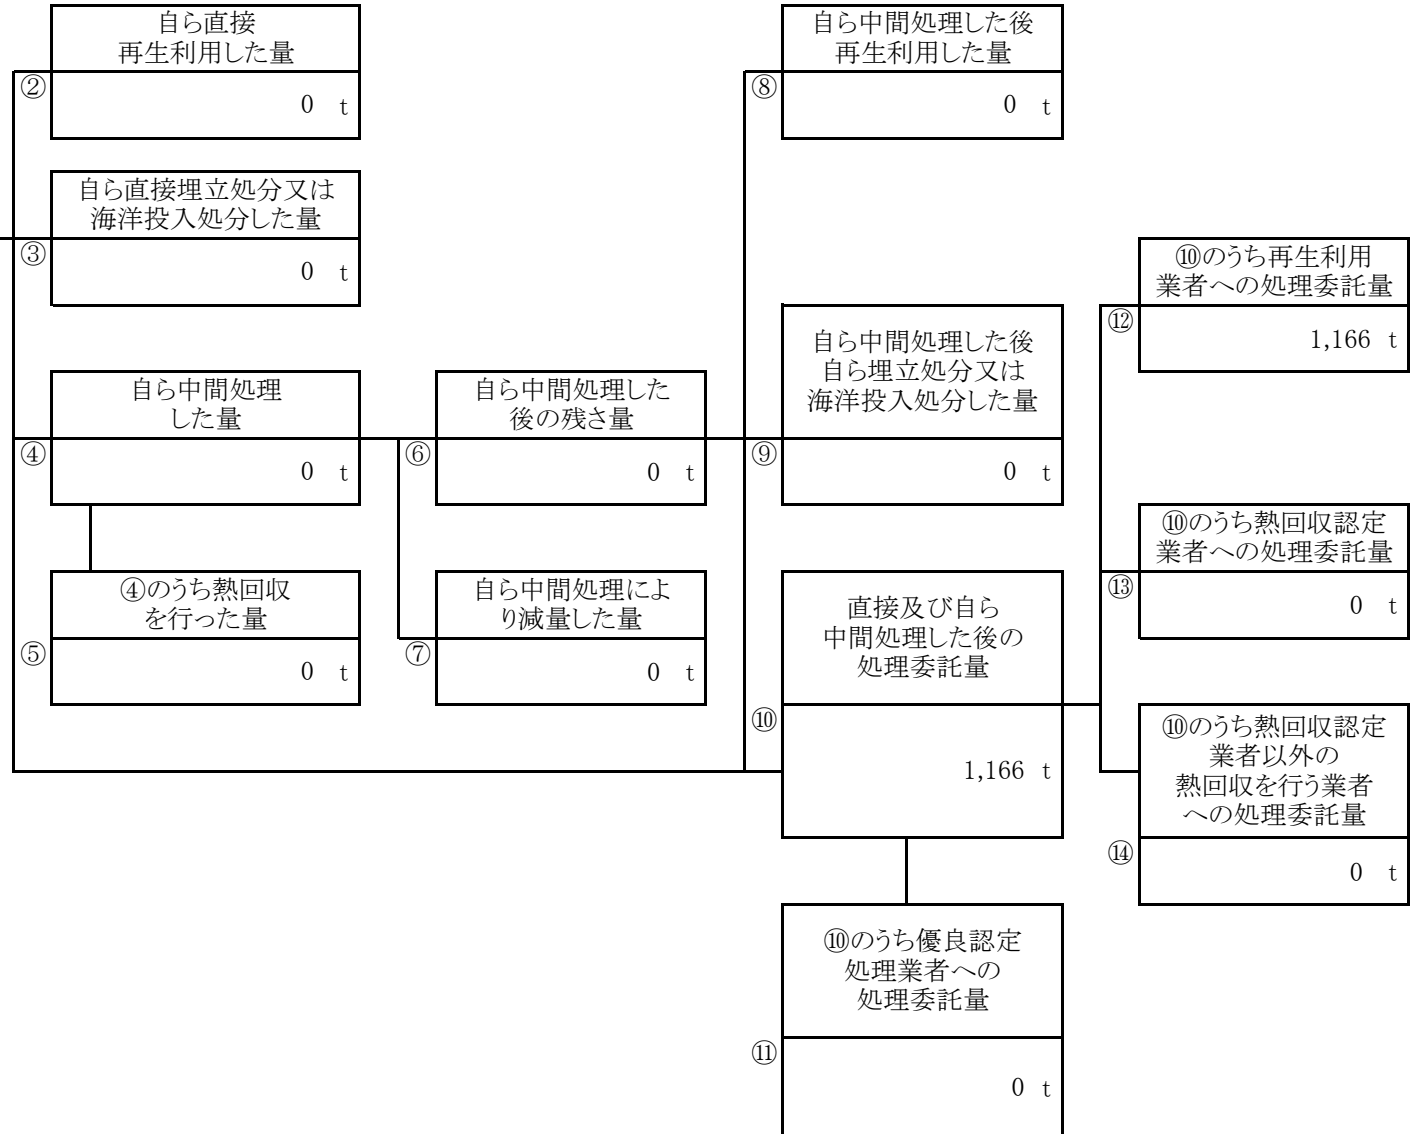 自ら直接
再生利用した量
②
0 t
自ら直接埋立処分又は
海洋投入処分した量
③
0 t
自ら中間処理
した量
④
0 t
④のうち熱回収
を行った量
⑤
0 t
自ら中間処理した
後の残さ量
⑥
0 t
自ら中間処理によ
り減量した量
⑦
0 t
自ら中間処理した後
再生利用した量
⑧
0 t
自ら中間処理した後
自ら埋立処分又は
海洋投入処分した量
⑨
0 t
直接及び自ら
中間処理した後の
処理委託量
⑩
1,166 t
⑩のうち優良認定
処理業者への
処理委託量
⑪
0 t
⑩のうち再生利用
業者への処理委託量
⑫
1,166 t
⑩のうち熱回収認定
業者への処理委託量
⑬
0 t
⑩のうち熱回収認定
業者以外の
熱回収を行う業者
への処理委託量
⑭
0 t